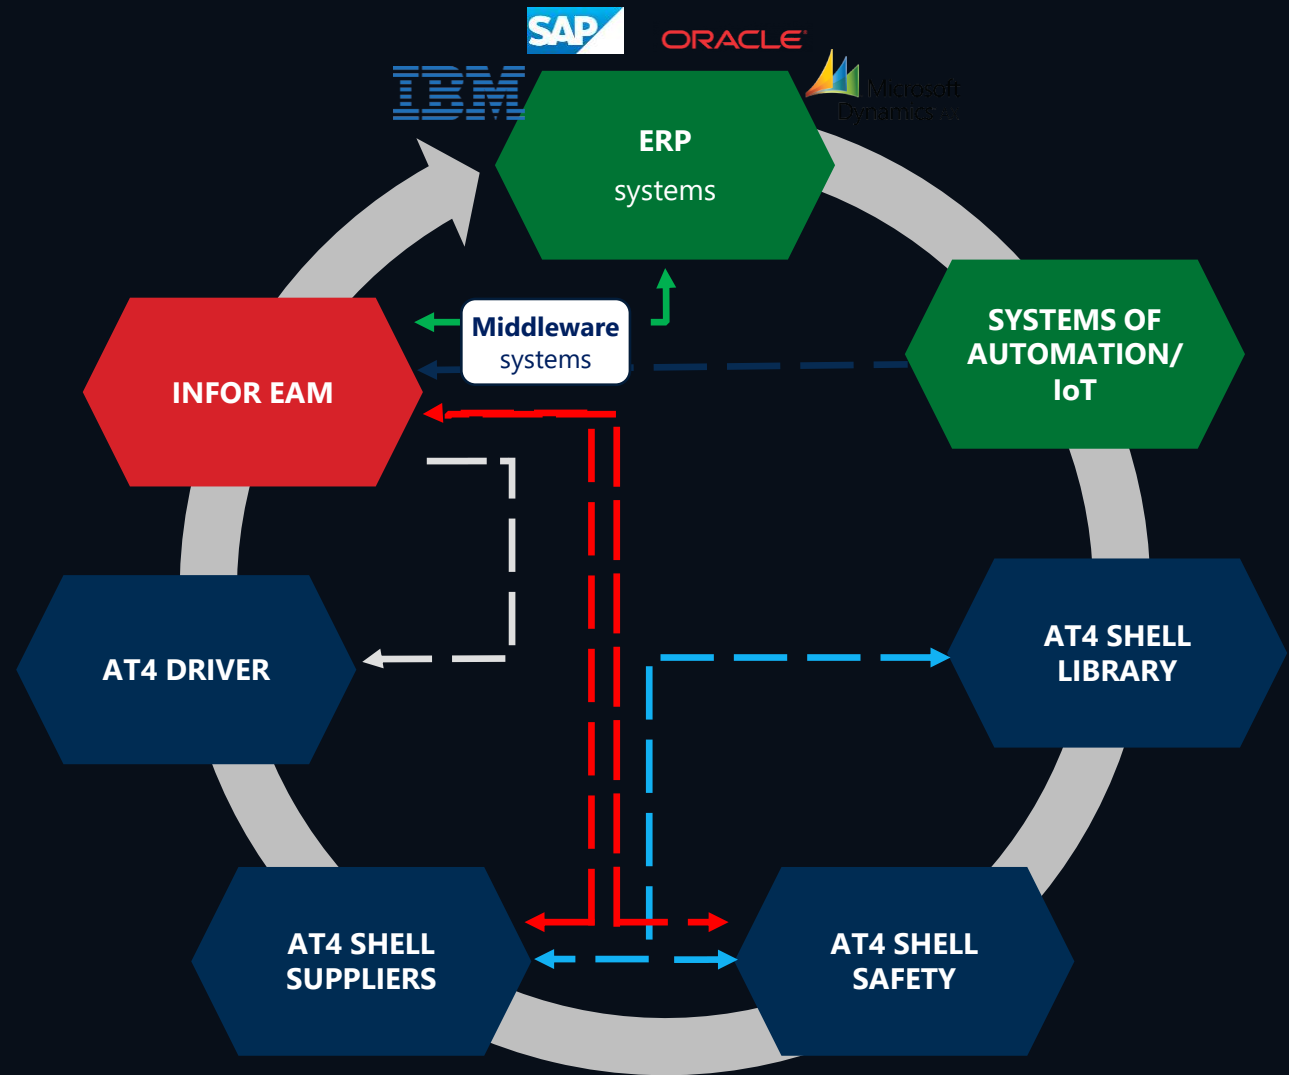 SAP
ORACLE
IBM
Microsoft
Dynamics
ERP
systems
SYSTEMS OF
AUTOMATION/
IoT
Middleware
systems
INFOR EAM
AT4 SHELL
LIBRARY
AT4 DRIVER
AT4 SHELL
SUPPLIERS
AT4 SHELL
SAFETY